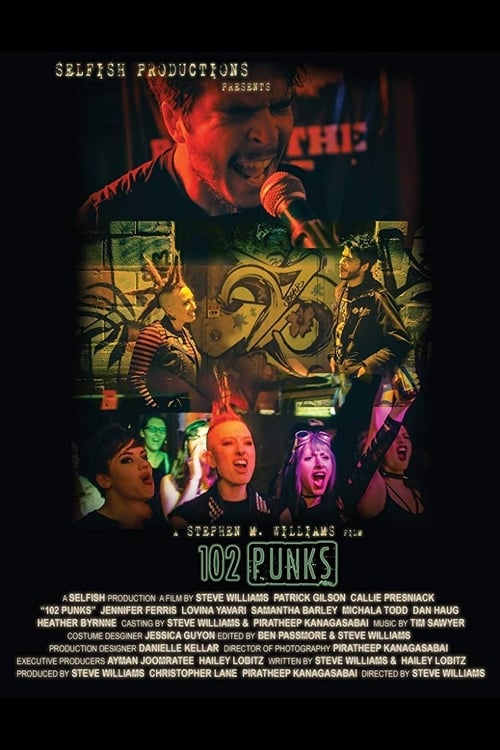 SELFISH PRODUCTIONS
PRESENTS
THE
A STEPHEN M. WILLIAMS FILM
102 PUNKS
A SELFISH PRODUCTION A FILM BY STEVE WILLIAMS PATRICK GILSON CALLIE PRESNIACK
"102 PUNKS" JENNIFER FERRIS LOVINA YAVARI SAMANTHA BARLEY MICHALA TODD DAN HAUG
HEATHER BYRNNE CASTING BY STEVE WILLIAMS & PIRATHEEP KANAGASABAI MUSIC BY TIM SAWYER
COSTUME DESGINER JESSICA GUYON EDITED BY BEN PASSMORE & STEVE WILLIAMS
PRODUCTION DESIGNER DANIELLE KELLAR DIRECTOR OF PHOTOGRAPHY PIRATHEEP KANAGASABAI
EXECUTIVE PRODUCERS AYMAN JOOMRATEE HAILEY LOBITZ WRITTEN BY STEVE WILLIAMS & HAILEY LOBITZ
PRODUCED BY STEVE WILLIAMS CHRISTOPHER LANE PIRATHEEP KANAGASABAI DIRECTED BY STEVE WILLIAMS